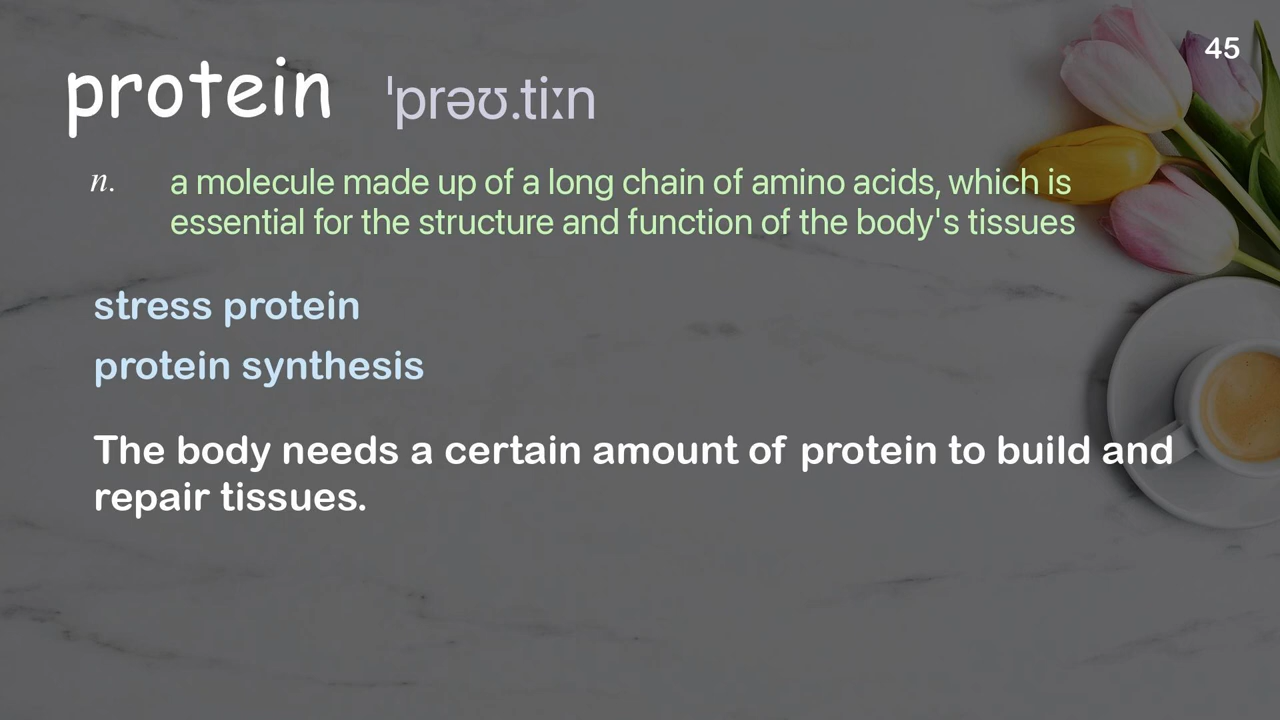 45
protein ˈprəʊ.tiːn
n. a molecule made up of a long chain of amino acids, which is
essential for the structure and function of the body's tissues
stress protein
protein synthesis
The body needs a certain amount of protein to build and
repair tissues.